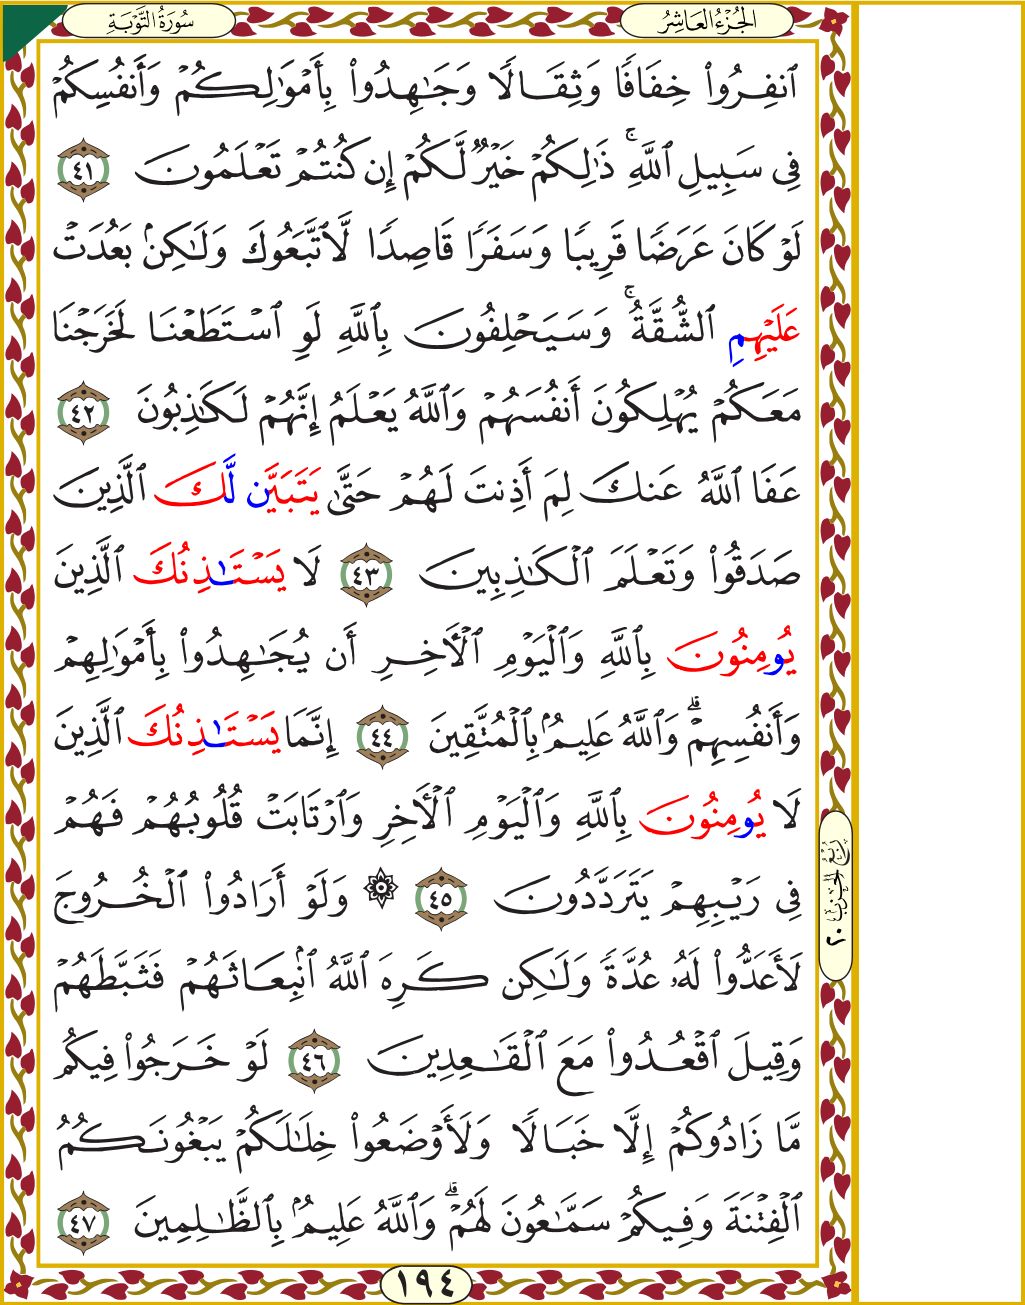 الجُزْءُ العَاشِرُ
سُورَةُ التَّوْبَةِ
ٱنفِرُوا۟ خِفَافًا وَثِقَالًا وَجَٰهِدُوا۟ بِأَمْوَٰلِكُمْ وَأَنفُسِكُمْ
فِى سَبِيلِ ٱللَّهِ ۚ ذَٰلِكُمْ خَيْرٌ لَّكُمْ إِن كُنتُمْ تَعْلَمُونَ ٤١
لَوْ كَانَ عَرَضًا قَرِيبًا وَسَفَرًا قَاصِدًا لَّٱتَّبَعُوكَ وَلَٰكِنۢ بَعُدَتْ
عَلَيْهِمِ ٱلشُّقَّةُ ۚ وَسَيَحْلِفُونَ بِٱللَّهِ لَوِ ٱسْتَطَعْنَا لَخَرَجْنَا
مَعَكُمْ يُهْلِكُونَ أَنفُسَهُمْ وَٱللَّهُ يَعْلَمُ إِنَّهُمْ لَكَٰذِبُونَ ٤٢
عَفَا ٱللَّهُ عَنكَ لِمَ أَذِنتَ لَهُمْ حَتَّىٰ يَتَبَيَّن لَّكَ ٱلَّذِينَ
صَدَقُوا۟ وَتَعْلَمَ ٱلْكَٰذِبِينَ ٤٣ لَا يَسْتَٰذِنُكَ ٱلَّذِينَ
يُومِنُونَ بِٱللَّهِ وَٱلْيَوْمِ ٱلْأَخِرِ أَن يُجَٰهِدُوا۟ بِأَمْوَٰلِهِمْ
وَأَنفُسِهِمْ ۗ وَٱللَّهُ عَلِيمٌۢ بِٱلْمُتَّقِينَ ٤٤ إِنَّمَا يَسْتَٰذِنُكَ ٱلَّذِينَ
لَا يُومِنُونَ بِٱللَّهِ وَٱلْيَوْمِ ٱلْأَخِرِ وَٱرْتَابَتْ قُلُوبُهُمْ فَهُمْ
فِى رَيْبِهِمْ يَتَرَدَّدُونَ ٤٥ ۞ وَلَوْ أَرَادُوا۟ ٱلْخُرُوجَ
لَأَعَدُّوا۟ لَهُۥ عُدَّةً وَلَٰكِن كَرِهَ ٱللَّهُ ٱنۢبِعَاثَهُمْ فَثَبَّطَهُمْ
وَقِيلَ ٱقْعُدُوا۟ مَعَ ٱلْقَٰعِدِينَ ٤٦ لَوْ خَرَجُوا۟ فِيكُم
مَّا زَادُوكُمْ إِلَّا خَبَالًا وَلَأَوْضَعُوا۟ خِلَٰلَكُمْ يَبْغُونَكُمُ
ٱلْفِتْنَةَ وَفِيكُمْ سَمَّٰعُونَ لَهُمْ ۗ وَٱللَّهُ عَلِيمٌۢ بِٱلظَّٰلِمِينَ ٤٧
رُبْعُ الحِزْبِ ٢٠
١٩٤